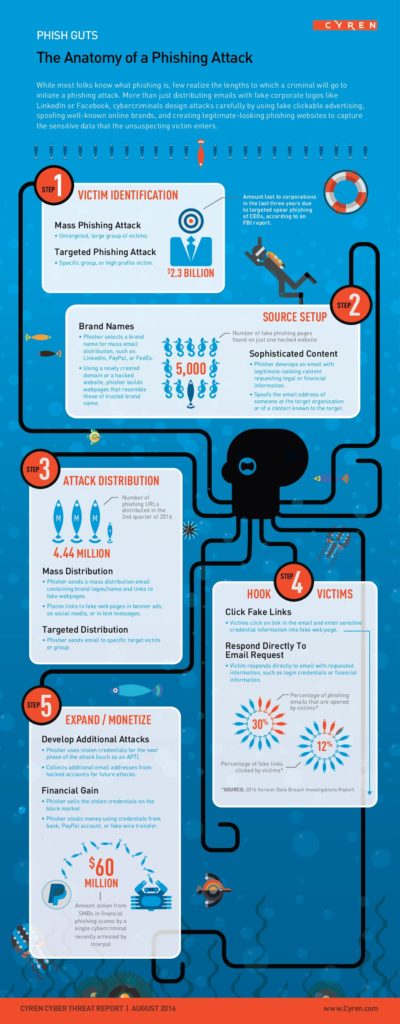 CYREN
PHISH GUTS
The Anatomy of a Phishing Attack
While most folks know what phishing is, few realize the lengths to which a criminal will go to
initiate a phishing attack. More than just distributing emails with fake corporate logos like
LinkedIn or Facebook, cybercriminals design attacks carefully by using fake clickable advertising,
spoofing well-known online brands, and creating legitimate-looking phishing websites to capture
the sensitive data that the unsuspecting victim enters.
STEP 1
VICTIM IDENTIFICATION
Mass Phishing Attack
• Untargeted, large group of victims.
Targeted Phishing Attack
• Specific group, or high profile victim.
$2.3 BILLION
Amount lost to corporations
in the last three years due
to targeted spear phishing
of CEOs, according to an
FBI report.
STEP 2
SOURCE SETUP
Brand Names
• Phisher selects a brand
name for mass email
distribution, such as
LinkedIn, PayPal, or FedEx.
• Using a newly created
domain or a hacked
website, phisher builds
webpages that resemble
those of trusted brand
name.
Number of fake phishing pages
found on just one hacked website
5,000
Sophisticated Content
• Phisher develops an email with
legitimate-looking content
requesting legal or financial
information.
• Spoofs the email address of
someone at the target organization
or of a contact known to the target.
STEP 3
ATTACK DISTRIBUTION
M M M M
Number of
phishing URLs
distributed in the
2nd quarter of 2016
4.44 MILLION
Mass Distribution
• Phisher sends a mass distribution email
containing brand logos/name and links to
fake webpages.
• Places links to fake web pages in banner ads,
on social media, or in text messages.
Targeted Distribution
• Phisher sends email to specific target victim
or group.
STEP 4
HOOK VICTIMS
Click Fake Links
• Victims click on link in the email and enter sensitive
credential information into fake web page.
Respond Directly To
Email Request
• Victim responds directly to email with requested
information, such as login credentials or financial
information.
Percentage of phishing
emails that are opened
by victims*
30%
12%
Percentage of fake links
clicked by victims*
*SOURCE: 2016 Verizon Data Breach Investigations Report
STEP 5
EXPAND / MONETIZE
Develop Additional Attacks
• Phisher uses stolen credentials for the next
phase of the attack (such as an APT).
• Collects additional email addresses from
hacked accounts for future attacks.
Financial Gain
• Phisher sells the stolen credentials on the
black market.
• Phisher steals money using credentials from
bank, PayPal account, or fake wire transfer.
$60
MILLION
Amount stolen from
SMBs in financial
phishing scams by a
single cybercriminal
recently arrested by
Interpol
CYREN CYBER THREAT REPORT | AUGUST 2016
www.Cyren.com